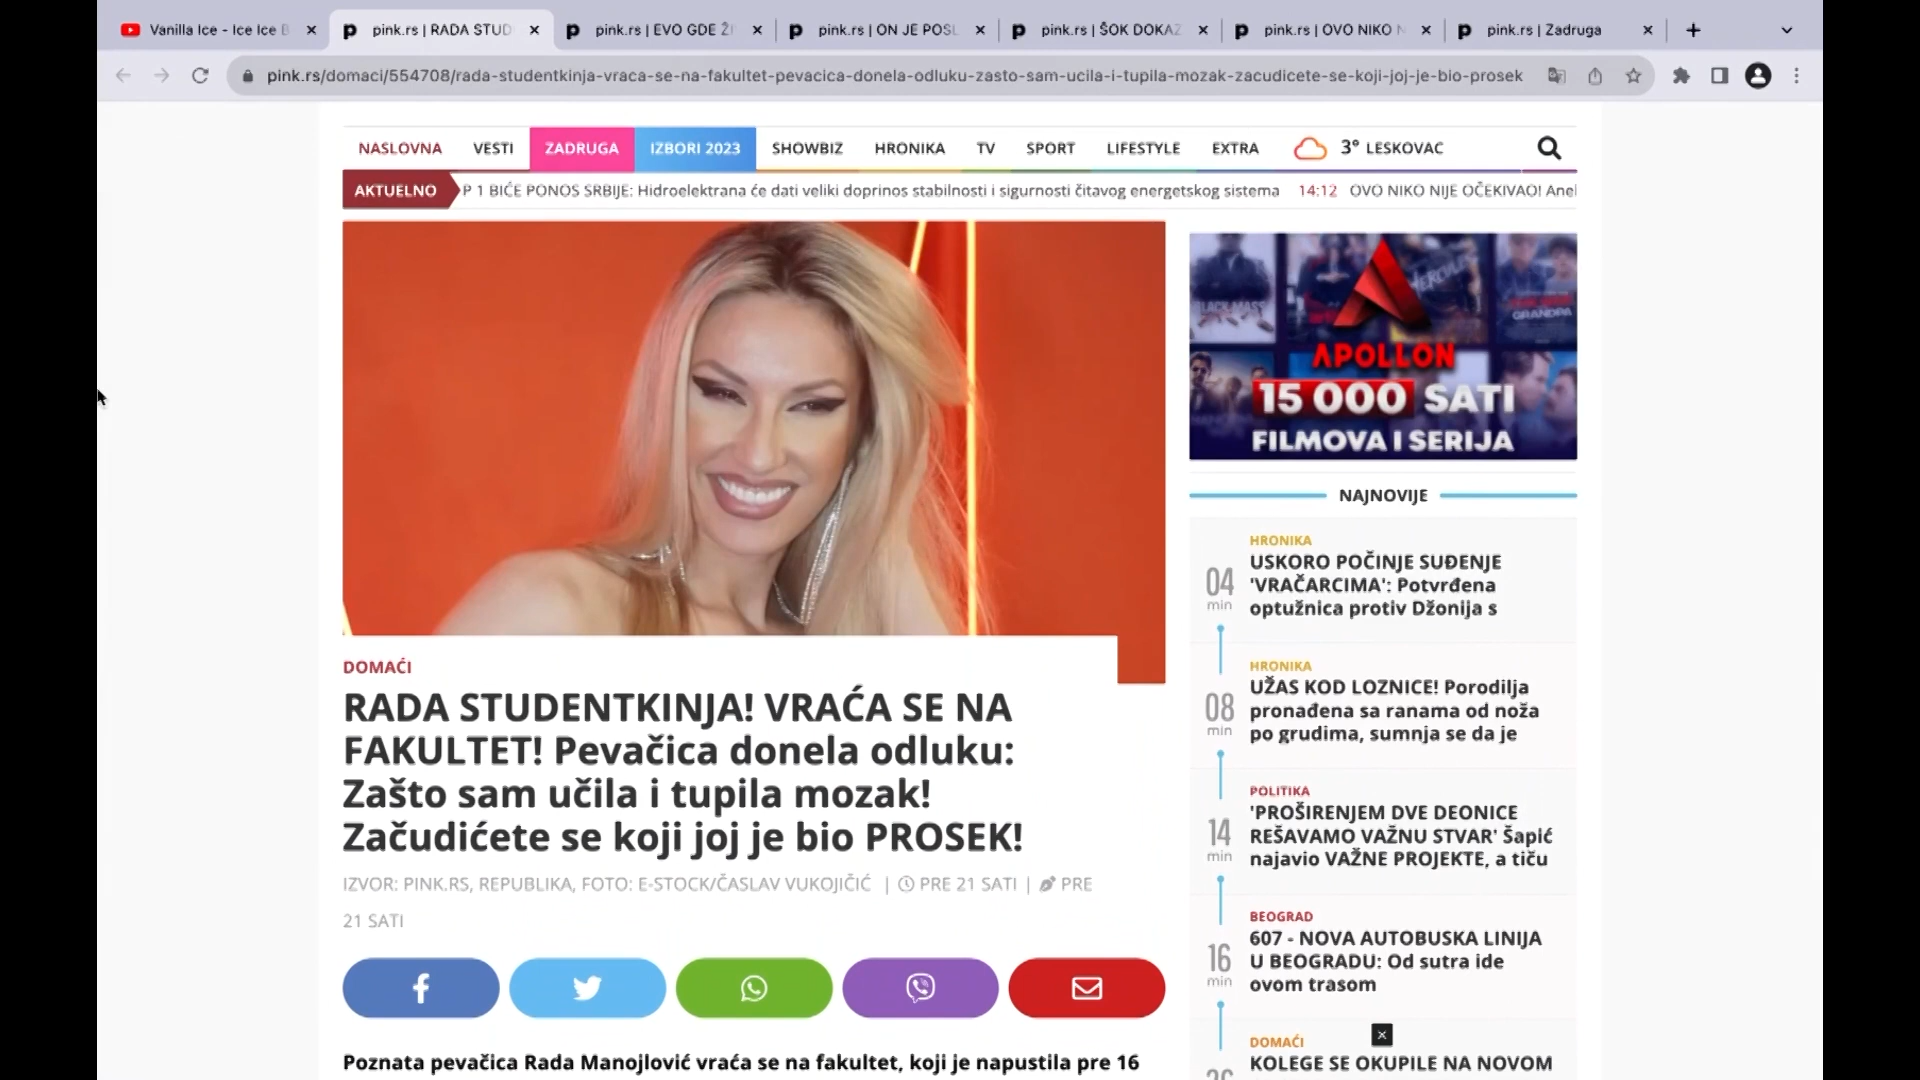 Vanilla Ice - Ice Ice B
pink.rs | RADA STUD
pink.rs | EVO GDE Ž
pink.rs | ON JE POSL
pink.rs | ŠOK DOKAZ
pink.rs | OVO NIKO N
pink.rs | Zadruga
pink.rs/domaci/554708/rada-studentkinja-vraca-se-na-fakultet-pevacica-donela-odluku-zasto-sam-ucila-i-tupila-mozak-zacudicete-se-koji-joj-je-bio-prosek
NASLOVNA VESTI ZADRUGA IZBORI 2023 SHOWBIZ HRONIKA TV SPORT LIFESTYLE EXTRA 3° LESKOVAC
AKTUELNO P 1 BIĆE PONOS SRBIJE: Hidroelektrana će dati veliki doprinos stabilnosti i sigurnosti čitavog energetskog sistema 14:12 OVO NIKO NIJE OČEKIVAO! Anel
DOMAĆI
RADA STUDENTKINJA! VRAĆA SE NA
FAKULTET! Pevačica donela odluku:
Zašto sam učila i tupila mozak!
Začudićete se koji joj je bio PROSEK!
IZVOR: PINK.RS, REPUBLIKA, FOTO: E-STOCK/ČASLAV VUKOJIČIĆ | PRE 21 SATI | PRE
21 SATI
Poznata pevačica Rada Manojlović vraća se na fakultet, koji je napustila pre 16
BLACK MASS
HERCULES
GRANDPA
APOLLON
15 000 SATI
FILMOVA I SERIJA
NAJNOVIJE
04 min
HRONIKA
USKORO POČINJE SUĐENJE
'VRAČARCIMA': Potvrđena
optužnica protiv Džonija s
08 min
HRONIKA
UŽAS KOD LOZNICE! Porodilja
pronađena sa ranama od noža
po grudima, sumnja se da je
14 min
POLITIKA
'PROŠIRENJEM DVE DEONICE
REŠAVAMO VAŽNU STVAR' Šapić
najavio VAŽNE PROJEKTE, a tiču
16 min
BEOGRAD
607 - NOVA AUTOBUSKA LINIJA
U BEOGRADU: Od sutra ide
ovom trasom
DOMAĆI
KOLEGE SE OKUPILE NA NOVOM